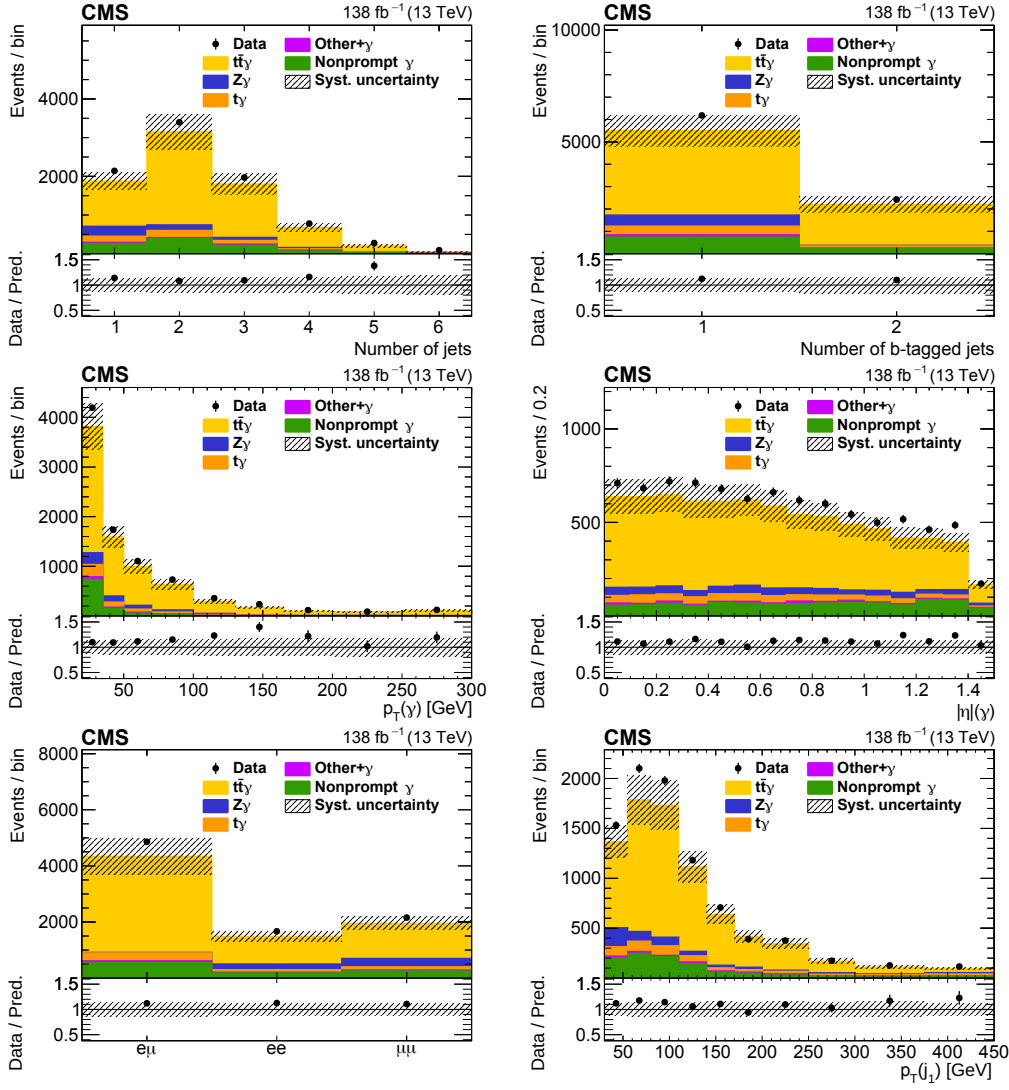 CMS 138 fb⁻¹ (13 TeV)
Events / bin
Data Other+γ
tt̄γ Nonprompt γ
Zγ Syst. uncertainty
tγ
4000
2000
Data / Pred.
1.5
1
0.5
1 2 3 4 5 6
Number of jets
CMS 138 fb⁻¹ (13 TeV)
Events / bin
10000
Data Other+γ
tt̄γ Nonprompt γ
Zγ Syst. uncertainty
tγ
5000
Data / Pred.
1.5
1
0.5
1 2
Number of b-tagged jets
CMS 138 fb⁻¹ (13 TeV)
Events / bin
Data Other+γ
tt̄γ Nonprompt γ
Zγ Syst. uncertainty
tγ
4000
3000
2000
1000
Data / Pred.
1.5
1
0.5
50 100 150 200 250 300
p_T(γ) [GeV]
CMS 138 fb⁻¹ (13 TeV)
Events / 0.2
Data Other+γ
tt̄γ Nonprompt γ
Zγ Syst. uncertainty
tγ
1000
500
Data / Pred.
1.5
1
0.5
0 0.2 0.4 0.6 0.8 1 1.2 1.4
|η|(γ)
CMS 138 fb⁻¹ (13 TeV)
Events / bin
8000
Data Other+γ
tt̄γ Nonprompt γ
Zγ Syst. uncertainty
tγ
6000
4000
2000
Data / Pred.
1.5
1
0.5
eμ ee μμ
CMS 138 fb⁻¹ (13 TeV)
Events / bin
Data Other+γ
tt̄γ Nonprompt γ
Zγ Syst. uncertainty
tγ
2000
1500
1000
500
Data / Pred.
1.5
1
0.5
50 100 150 200 250 300 350 400 450
p_T(j₁) [GeV]